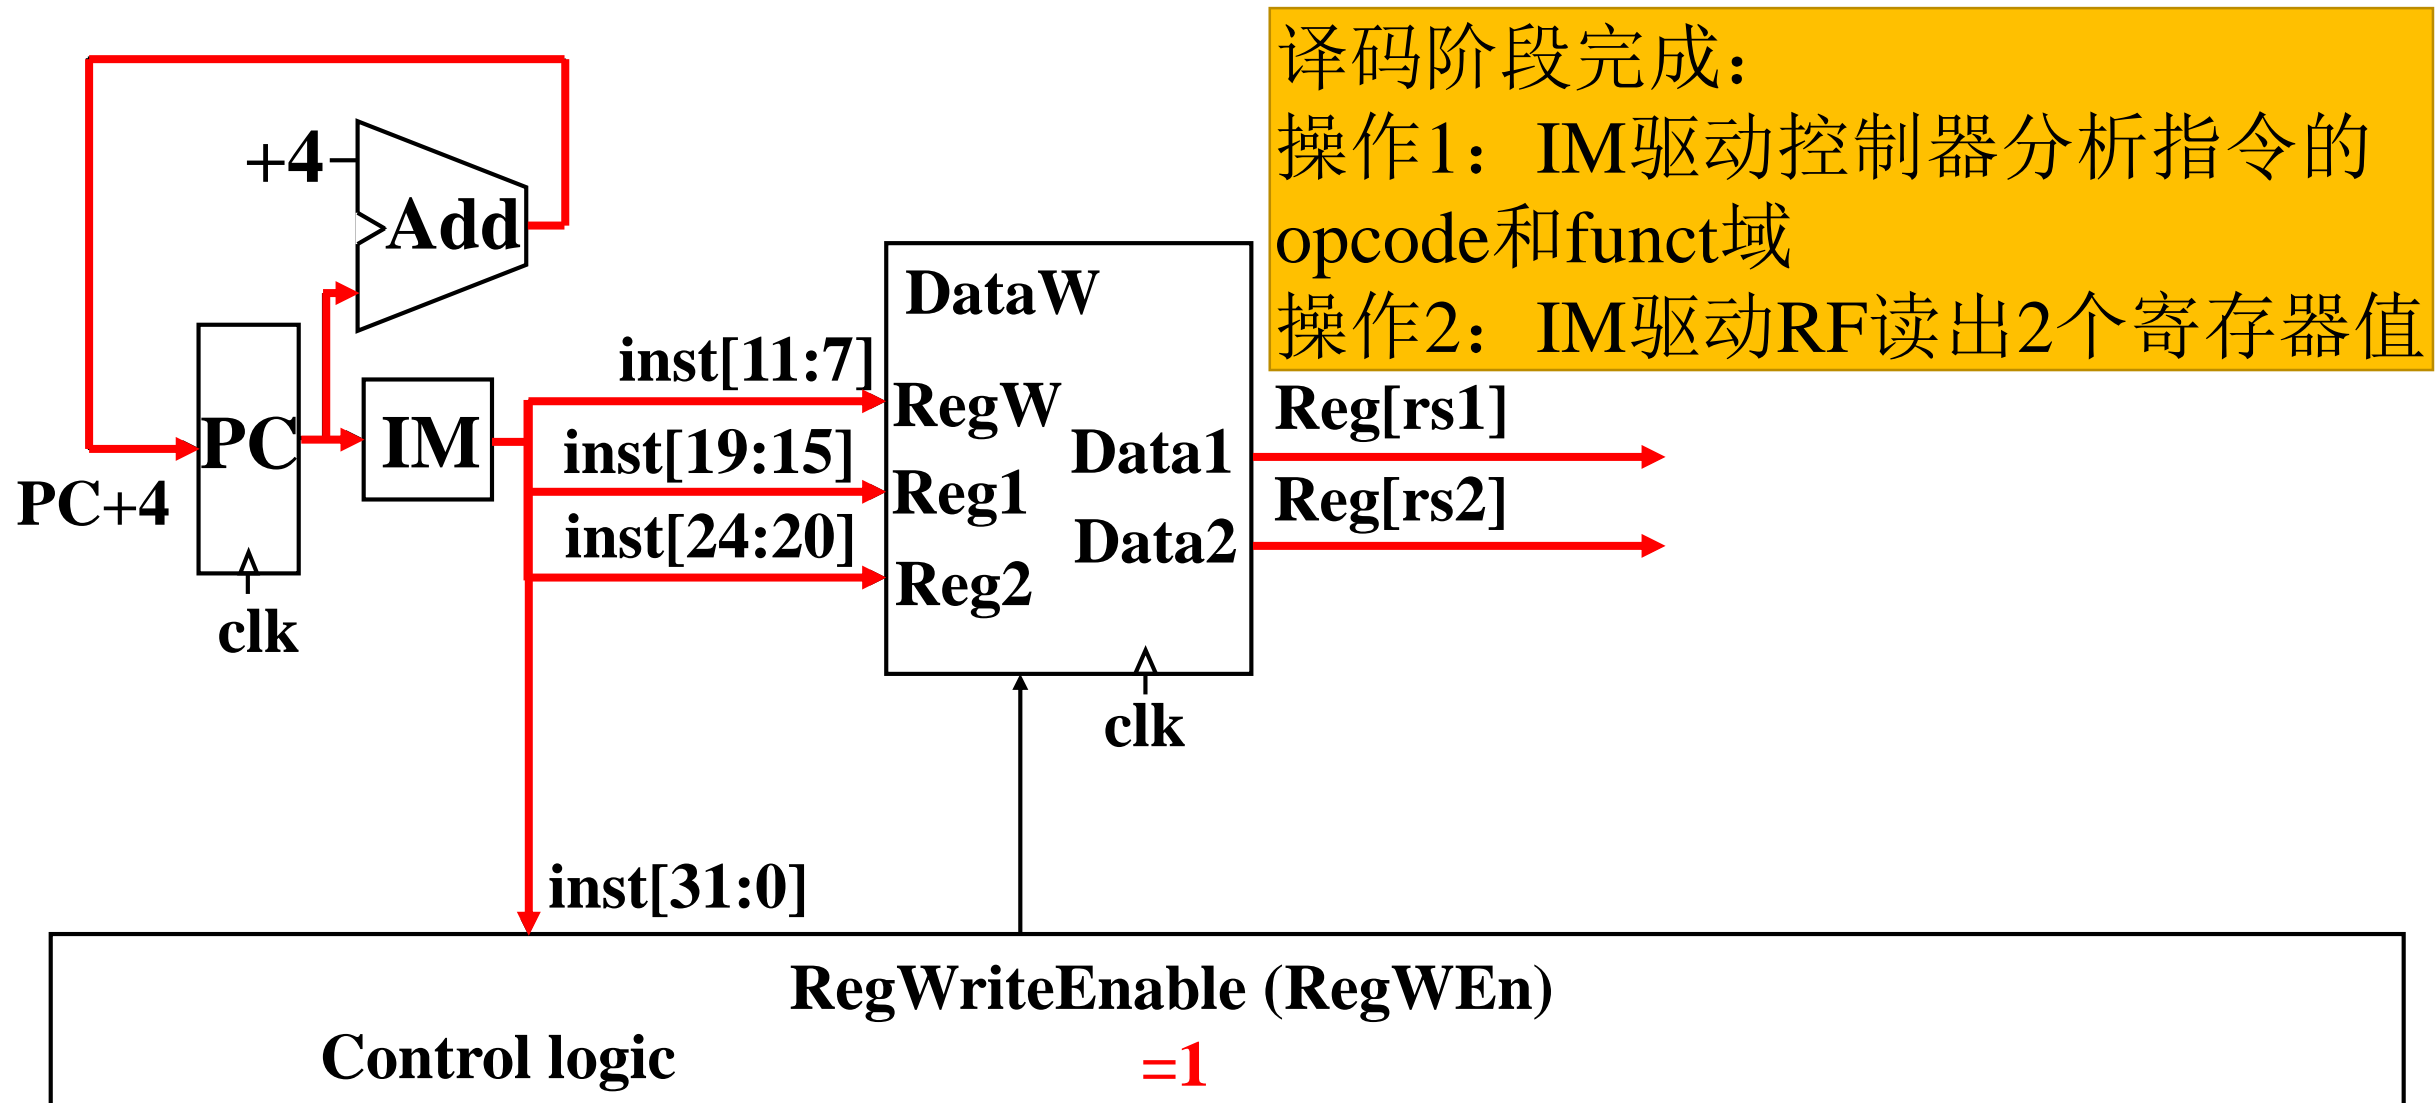 译码阶段完成：
操作1：IM驱动控制器分析指令的
opcode和funct域
操作2：IM驱动RF读出2个寄存器值
+4
Add
DataW
inst[11:7]
RegW
Reg[rs1]
PC
IM
inst[19:15]
Data1
Reg1
Reg[rs2]
PC+4
inst[24:20]
Data2
Reg2
clk
clk
inst[31:0]
RegWriteEnable (RegWEn)
Control logic
=1